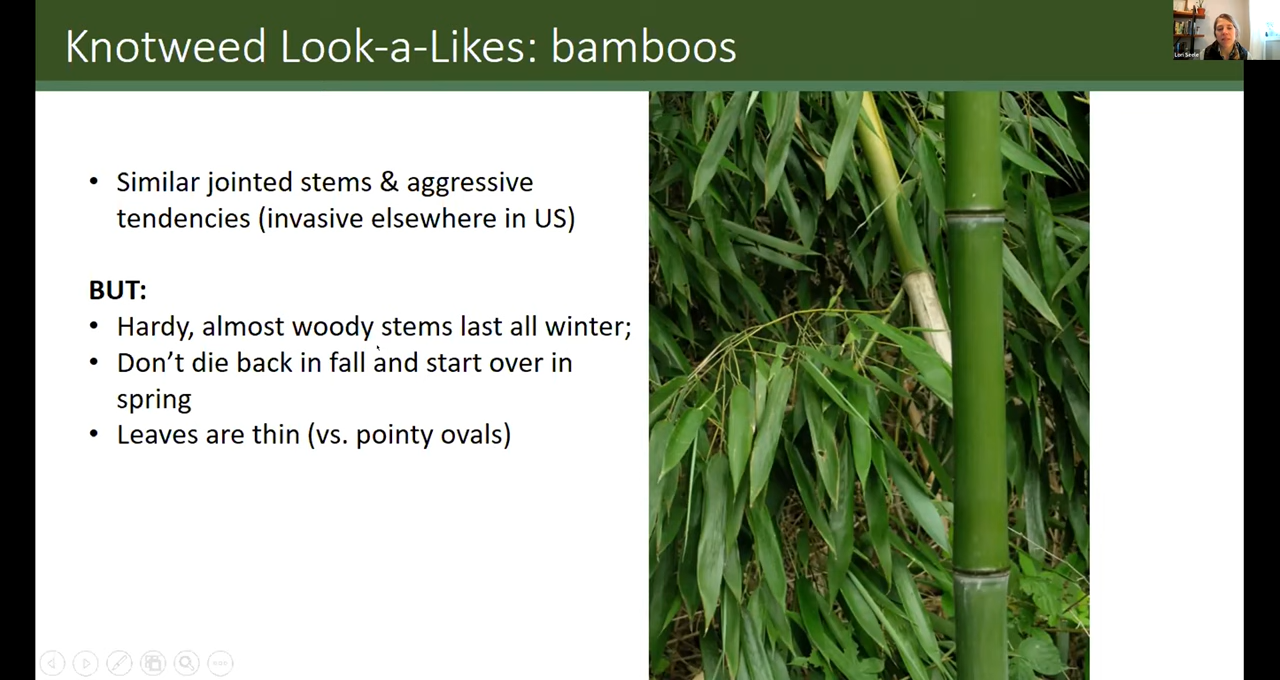 Knotweed Look-a-Likes: bamboos
• Similar jointed stems & aggressive
tendencies (invasive elsewhere in US)
BUT:
• Hardy, almost woody stems last all winter;
• Don’t die back in fall and start over in
spring
• Leaves are thin (vs. pointy ovals)